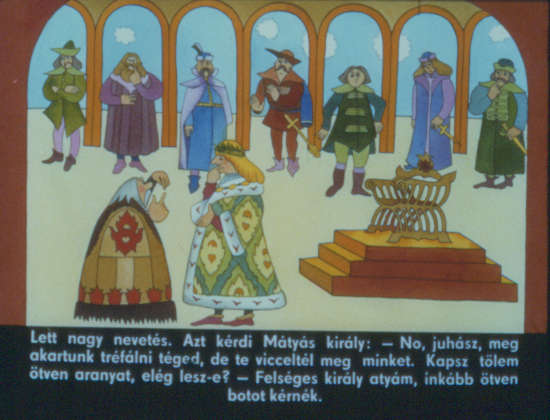 Lett nagy nevetés. Azt kérdi Mátyás király: — No, juhász, meg
akartunk tréfálni téged, de te vicceltél meg minket. Kapsz tőlem
ötven aranyat, elég lesz-e? — Felséges király atyám, inkább ötven
botot kérnék.